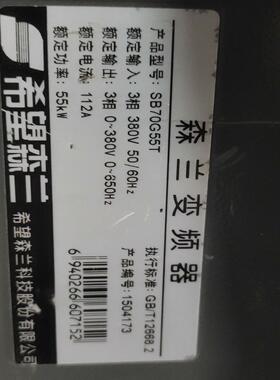 希望森兰
森兰变频器
产品型号: SB70G55T
额定输入: 3相 380V 50/60Hz
额定输出: 3相 0~380V 0~650Hz
额定电流: 112A
额定功率: 55kW
执行标准: GB/T12668.2
产品编号: 1504173
6940266607152
希望森兰科技股份有限公司